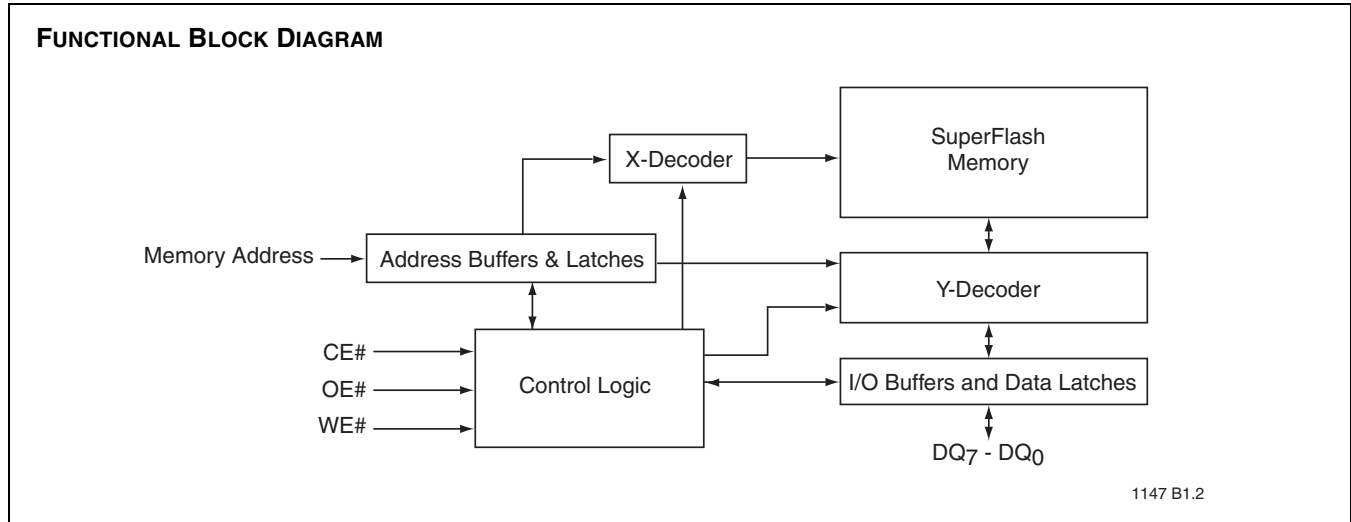 FUNCTIONAL BLOCK DIAGRAM
SuperFlash
Memory
X-Decoder
Memory Address
Address Buffers & Latches
Y-Decoder
CE#
OE#
WE#
Control Logic
I/O Buffers and Data Latches
DQ7 - DQ0
1147 B1.2